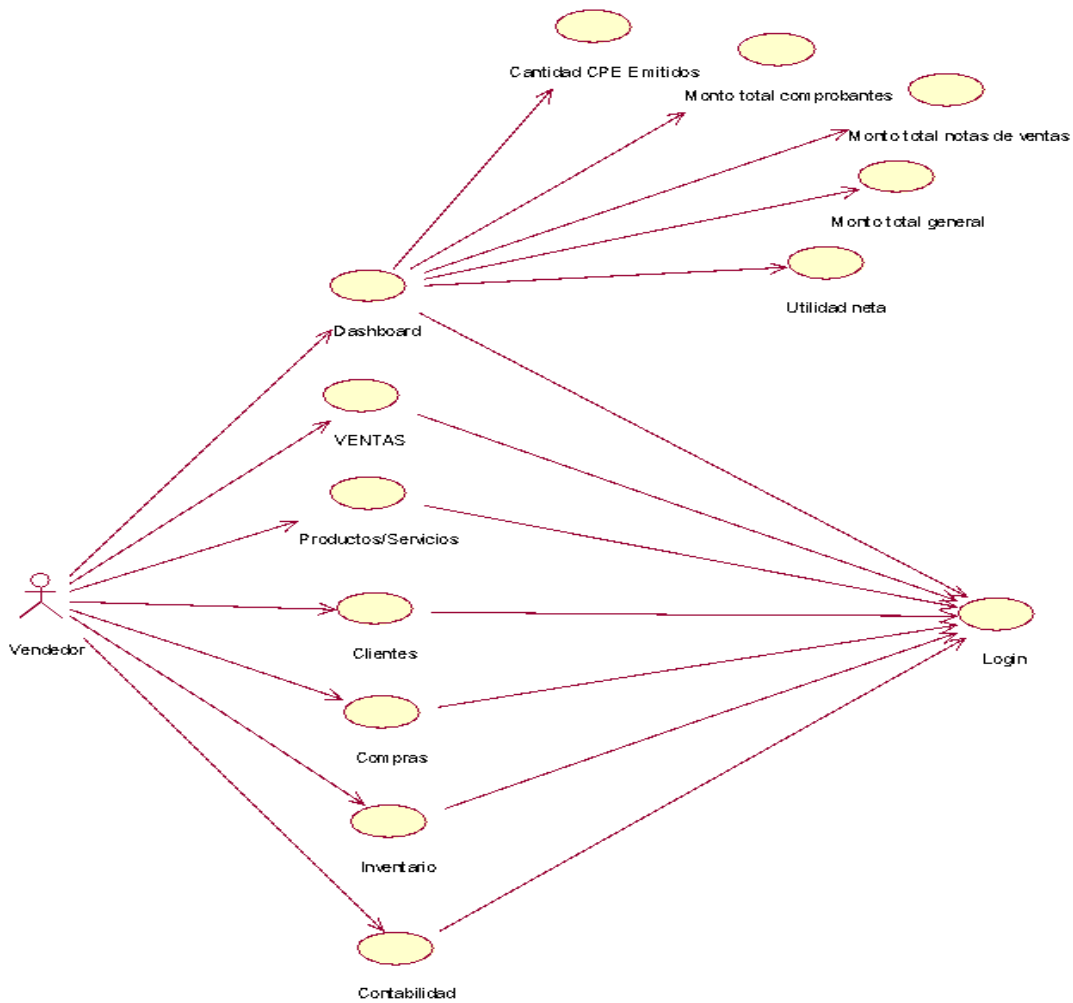 Cantidad CPE Emitidos
Monto total comprobantes
Monto total notas de ventas
Monto total general
Utilidad neta
Dashboard
VENTAS
Productos/Servicios
Vendedor
Clientes
Login
Compras
Inventario
Contabilidad